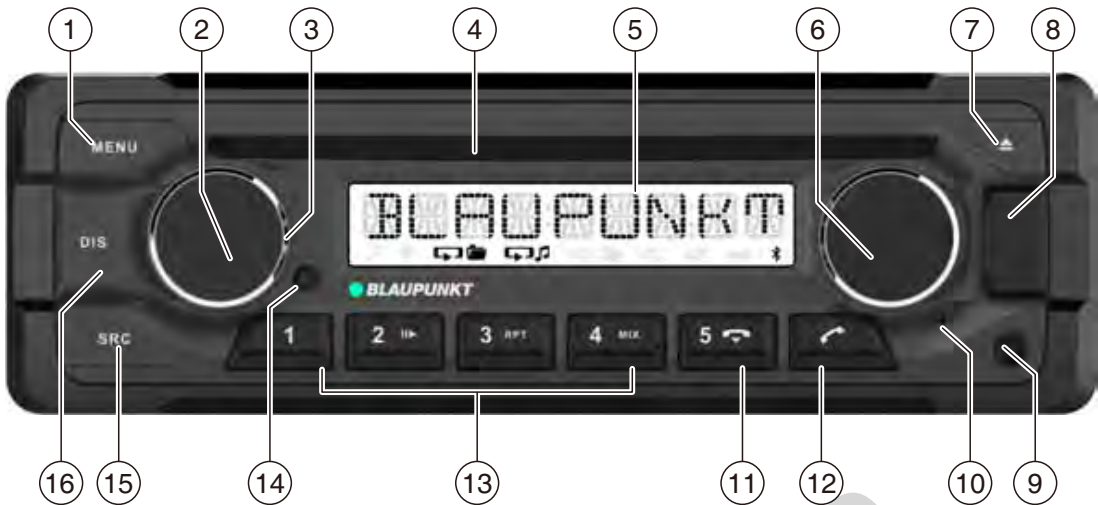 1 2 3 4 5 6 7 8
MENU
BLAUPUNKT
DIS
BLAUPUNKT
SRC
1 2 3 RPT 4 MIX 5
16 15 14 13 11 12 10 9